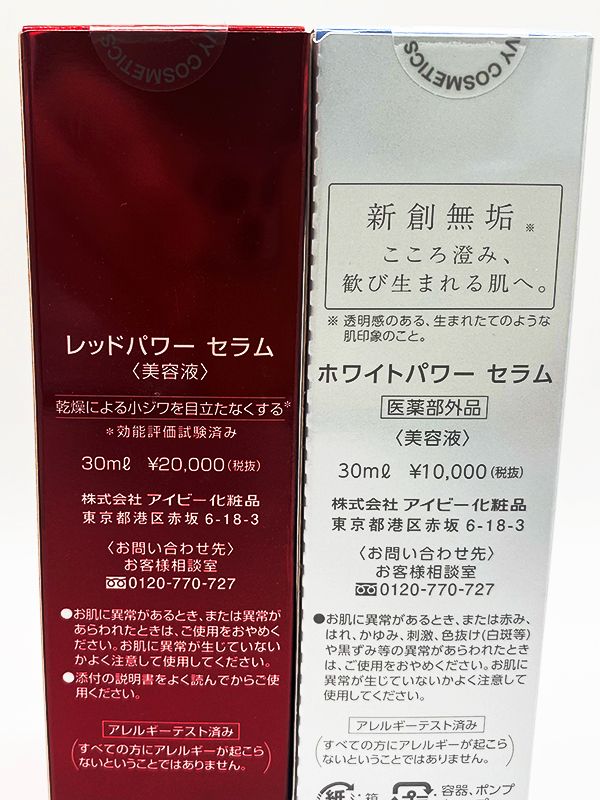 VY COSMETICS
レッドパワー セラム
〈美容液〉
乾燥による小ジワを目立たなくする*
*効能評価試験済み
30mℓ ¥20,000(税抜)
株式会社 アイビー化粧品
東京都港区赤坂 6-18-3
〈お問い合わせ先〉
お客様相談室
0120-770-727
●お肌に異常があるとき、または異常が
あらわれたときは、ご使用をおやめく
ださい。お肌に異常が生じていない
かよく注意して使用してください。
●添付の説明書をよく読んでからご使
用ください。
アレルギーテスト済み
(すべての方にアレルギーが起こら
ないということではありません。)
VY COSMETICS
新創無垢※
こころ澄み、
歓び生まれる肌へ。
※ 透明感のある、生まれたてのような
肌印象のこと。
ホワイトパワー セラム
医薬部外品
〈美容液〉
30mℓ ¥10,000(税抜)
株式会社 アイビー化粧品
東京都港区赤坂 6-18-3
〈お問い合わせ先〉
お客様相談室
0120-770-727
●お肌に異常があるとき、または赤み、
はれ、かゆみ、刺激、色抜け(白斑等)
や黒ずみ等の異常があらわれたとき
は、ご使用をおやめください。お肌に
異常が生じていないかよく注意して
使用してください。
アレルギーテスト済み
(すべての方にアレルギーが起こら
ないということではありません。)
紙 :箱 プラ :容器、ポンプ